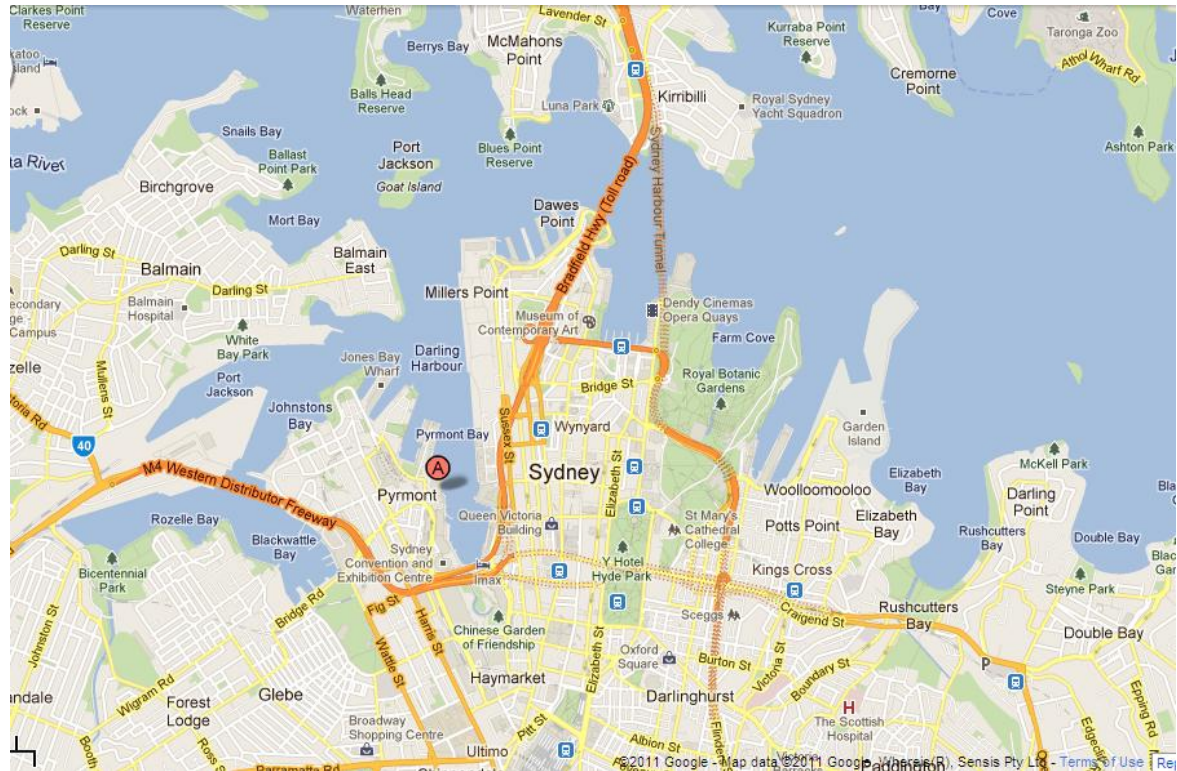 Clarkes Point
Reserve
Waterhen
Lavender St
Berrys Bay
McMahons
Point
Kurraba Point
Reserve
Bay
Cove
Taronga Zoo
Athol Wharf Rd
Balls Head
Reserve
Cremorne
Point
Luna Park
Kirribilli
Royal Sydney
Yacht Squadron
Snails Bay
Ballast
Point Park
Port
Jackson
Goat Island
Blues Point
Reserve
Ashton Park
Birchgrove
Sydney Harbour Tunnel
Bradfield Hwy (Toll road)
Mort Bay
Dawes
Point
Darling St
Balmain
Balmain
East
Darling St
Millers Point
Balmain
Hospital
Campus
Museum of
Contemporary Art
Dendy Cinemas
Opera Quays
White
Bay Park
Jones Bay
Wharf
Darling
Harbour
Farm Cove
Mullens St
Port
Jackson
Bridge St
Royal Botanic
Gardens
Johnstons
Bay
Sussex St
Wynyard
Garden
Island
Pyrmont Bay
40
M4 Western Distributor Freeway
A
Sydney
Elizabeth St
McKell Park
Pyrmont
Woolloomooloo
Elizabeth
Bay
Darling
Point
Rozelle Bay
Queen Victoria
Building
St Mary's
Cathedral
College
Potts Point
Elizabeth
Bay
Rushcutters
Bay
Double Bay
Blackwattle
Bay
Sydney
Convention and
Exhibition Centre
Imax
Y Hotel
Hyde Park
Kings Cross
Bicentennial
Park
Steyne Park
Bridge Rd
Fig St
Harris St
Sceggs
Craigend St
Rushcutters
Bay
Johnston St
Chinese Garden
of Friendship
Elizabeth St
Double Bay
Wattle St
Oxford
Square
Burton St
Victoria St
Boundary St
P
Wigram Rd
Glebe
Haymarket
Darlinghurst
Forest
Lodge
H
The Scottish
Hospital
Broadway
Shopping Centre
Pitt St
Ross S
Booth
Ultimo
Albion St
Flinders
Epping Rd
Edgecli
Parramatta Rd
Paddington
©2011 Google - Map data ©2011 Google, Whereis(R), Sensis Pty Ltd - Terms of Use